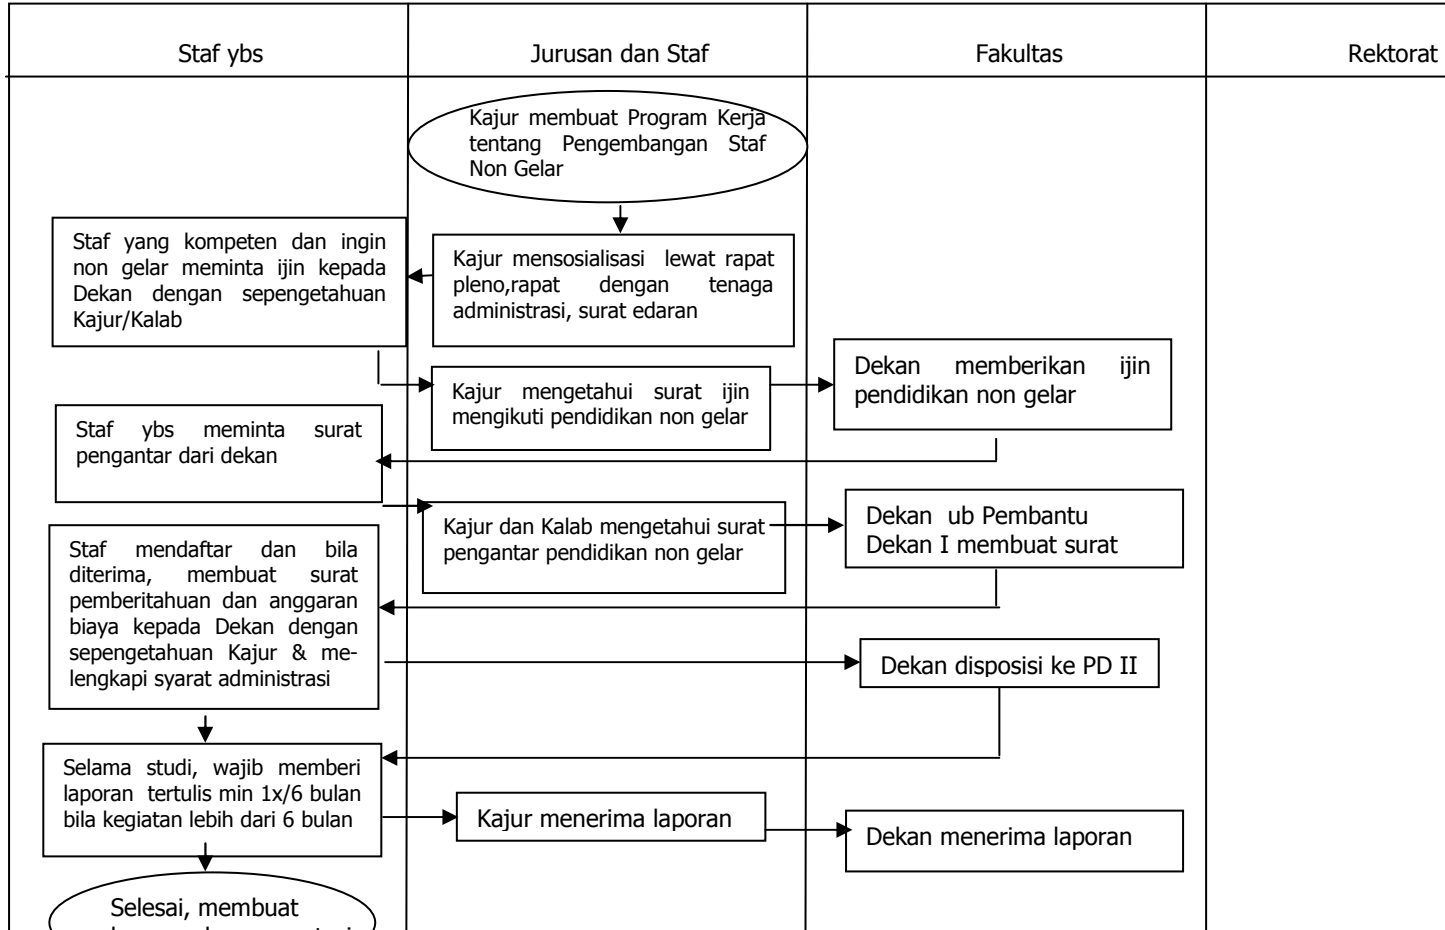 Staf ybs
Jurusan dan Staf
Fakultas
Rektorat
Kajur membuat Program Kerja
tentang Pengembangan Staf
Non Gelar
Staf yang kompeten dan ingin
non gelar meminta ijin kepada
Dekan dengan sepengetahuan
Kajur/Kalab
Kajur mensosialisasi lewat rapat
pleno,rapat dengan tenaga
administrasi, surat edaran
Kajur mengetahui surat ijin
mengikuti pendidikan non gelar
Dekan memberikan ijin
pendidikan non gelar
Staf ybs meminta surat
pengantar dari dekan
Kajur dan Kalab mengetahui surat
pengantar pendidikan non gelar
Dekan ub Pembantu
Dekan I membuat surat
Staf mendaftar dan bila
diterima, membuat surat
pemberitahuan dan anggaran
biaya kepada Dekan dengan
sepengetahuan Kajur & me-
lengkapi syarat administrasi
Dekan disposisi ke PD II
Selama studi, wajib memberi
laporan tertulis min 1x/6 bulan
bila kegiatan lebih dari 6 bulan
Kajur menerima laporan
Dekan menerima laporan
Selesai, membuat